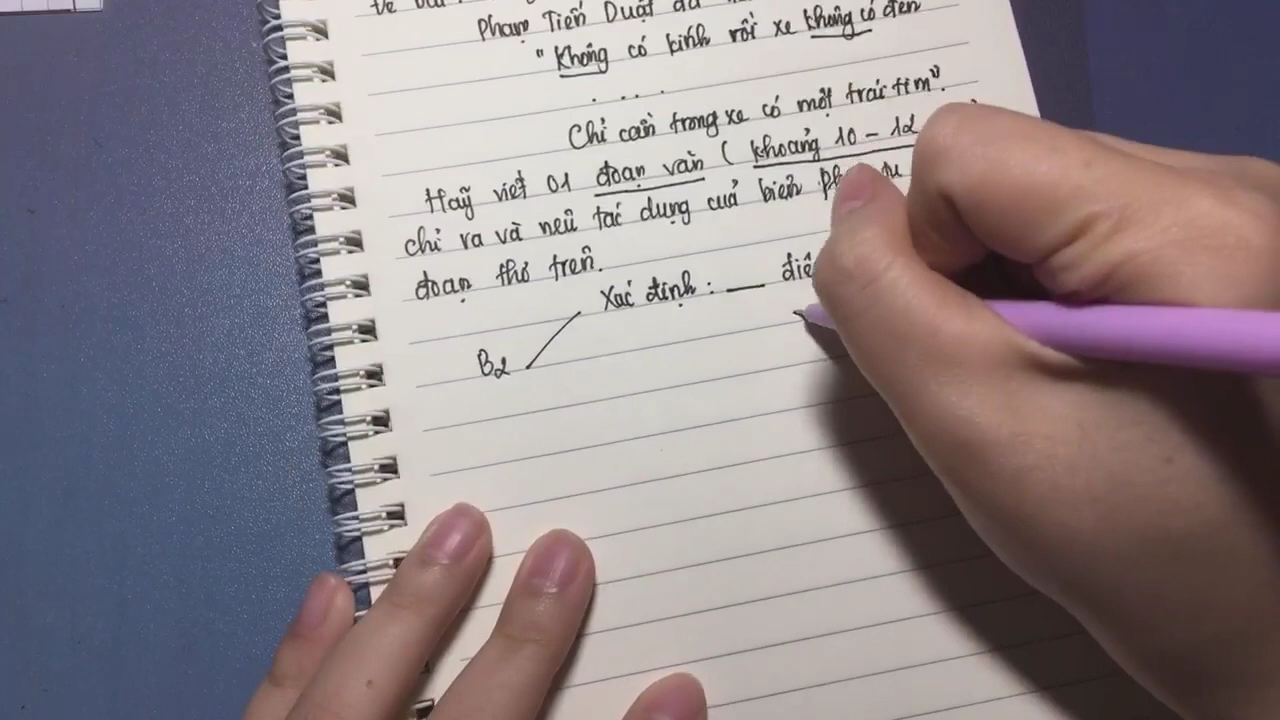 Phạm Tiến Duật
"Không có kính rồi xe không có đèn
. . . .
Chỉ cần trong xe có một trái tim".
Hãy viết 01 đoạn văn ( khoảng 10 - 12
chỉ ra và nêu tác dụng của biện
đoạn thơ trên.
Xác định : —
B2